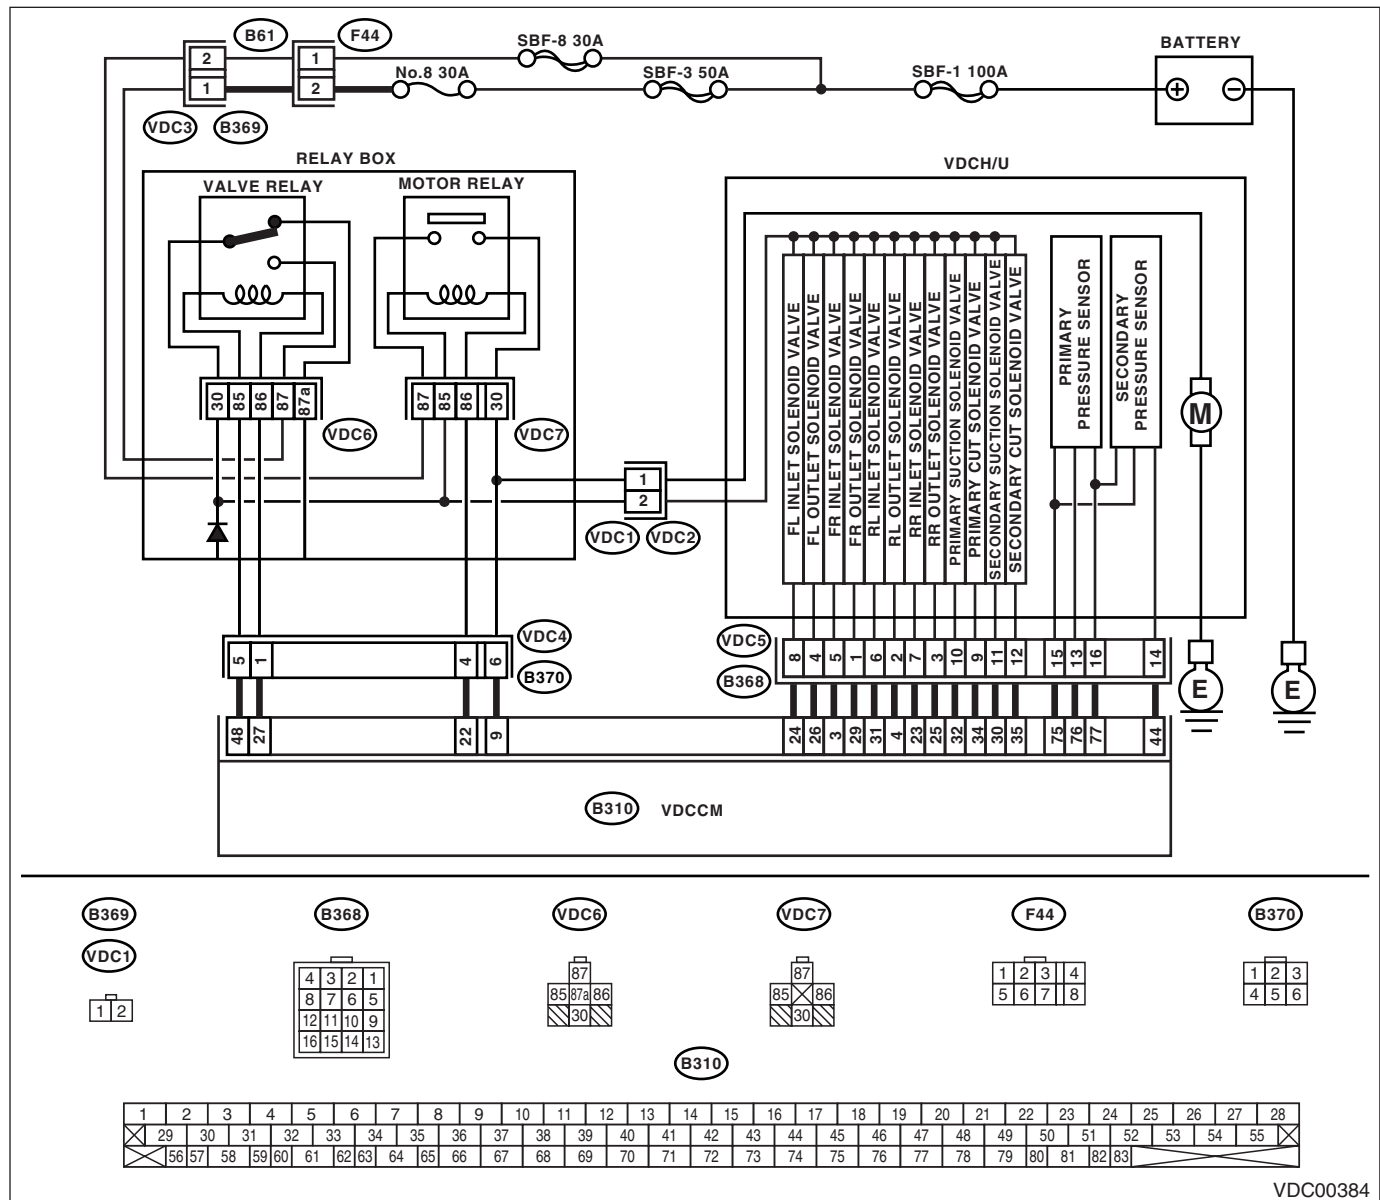 B61 F44 SBF-8 30A BATTERY
2 1
No.8 30A SBF-3 50A SBF-1 100A
1 2 + −
VDC3 B369
RELAY BOX VDCH/U
VALVE RELAY MOTOR RELAY
FL INLET SOLENOID VALVE
FL OUTLET SOLENOID VALVE
FR INLET SOLENOID VALVE
FR OUTLET SOLENOID VALVE
RL INLET SOLENOID VALVE
RL OUTLET SOLENOID VALVE
RR INLET SOLENOID VALVE
RR OUTLET SOLENOID VALVE
PRIMARY SUCTION SOLENOID VALVE
PRIMARY CUT SOLENOID VALVE
SECONDARY SUCTION SOLENOID VALVE
SECONDARY CUT SOLENOID VALVE
PRIMARY
PRESSURE SENSOR
SECONDARY
PRESSURE SENSOR
30 85 86 87 87a 87 85 86 30 M
VDC6 VDC7
1
2
VDC1 VDC2
VDC4 VDC5
5 1 4 6 8 4 5 1 6 2 7 3 10 9 11 12 15 13 16 14
B370 B368 E E
48 27 22 9 24 26 3 29 31 4 23 25 32 34 30 35 75 76 77 44
B310 VDCCM
B369 B368 VDC6 VDC7 F44 B370
VDC1
1 2
4 3 2 1
8 7 6 5
12 11 10 9
16 15 14 13
87
85 87a 86
30
87
85 86
30
1 2 3 4
5 6 7 8
1 2 3
4 5 6
B310
1 2 3 4 5 6 7 8 9 10 11 12 13 14 15 16 17 18 19 20 21 22 23 24 25 26 27 28
29 30 31 32 33 34 35 36 37 38 39 40 41 42 43 44 45 46 47 48 49 50 51 52 53 54 55
56 57 58 59 60 61 62 63 64 65 66 67 68 69 70 71 72 73 74 75 76 77 78 79 80 81 82 83
VDC00384